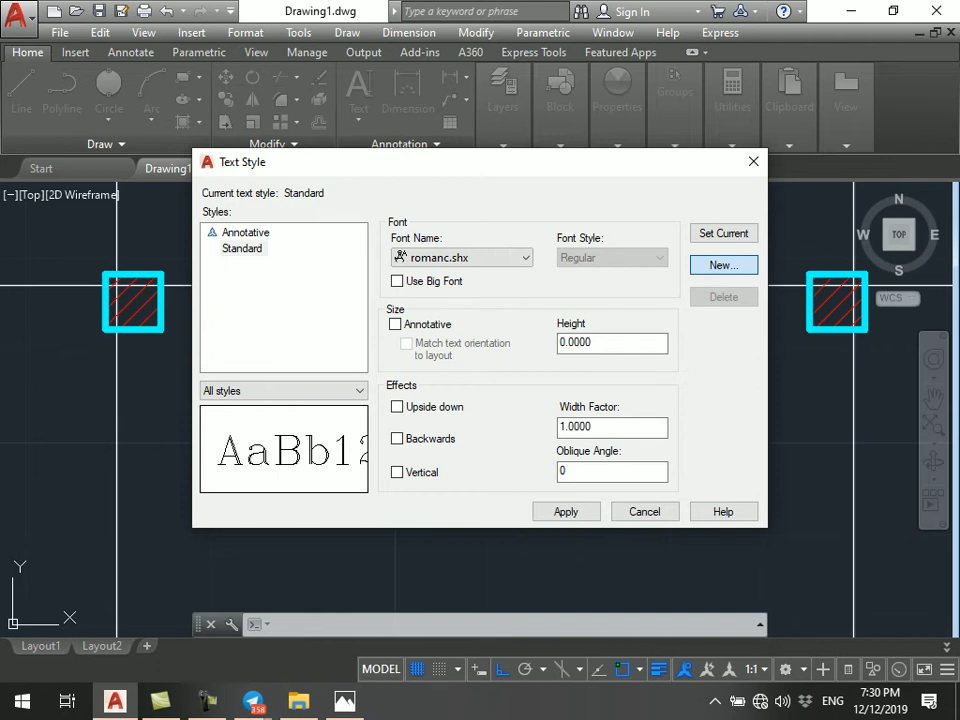 Drawing1.dwg
Type a keyword or phrase
Sign In
File Edit View Insert Format Tools Draw Dimension Modify Parametric Window Help Express
Home Insert Annotate Parametric View Manage Output Add-ins A360 Express Tools Featured Apps
Line Polyline Circle Arc Text Dimension Layers Block Properties Groups Utilities Clipboard View
Draw Modify Annotation
Start Drawing1
[−][Top][2D Wireframe]
Text Style
Current text style: Standard
Styles:
Annotative
Standard
All styles
AaBb12
Font
Font Name:
romanc.shx
Font Style:
Regular
Use Big Font
Size
Annotative
Match text orientation
to layout
Height
0.0000
Effects
Upside down
Backwards
Vertical
Width Factor:
1.0000
Oblique Angle:
0
Set Current
New...
Delete
Apply Cancel Help
N
W TOP E
S
WCS
Y
X
Layout1 Layout2 +
MODEL 1:1
358
ENG
7:30 PM
12/12/2019